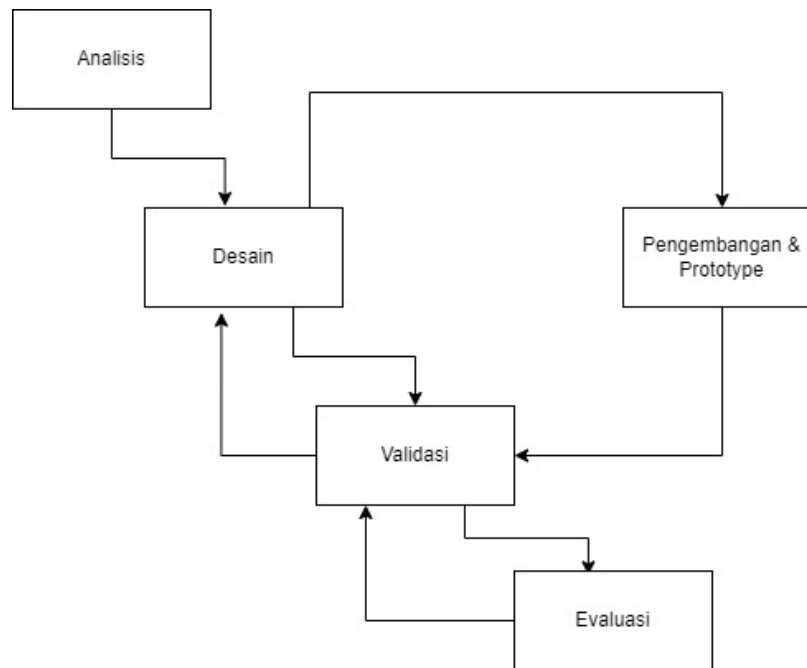 Analisis
Desain
Pengembangan &
Prototype
Validasi
Evaluasi